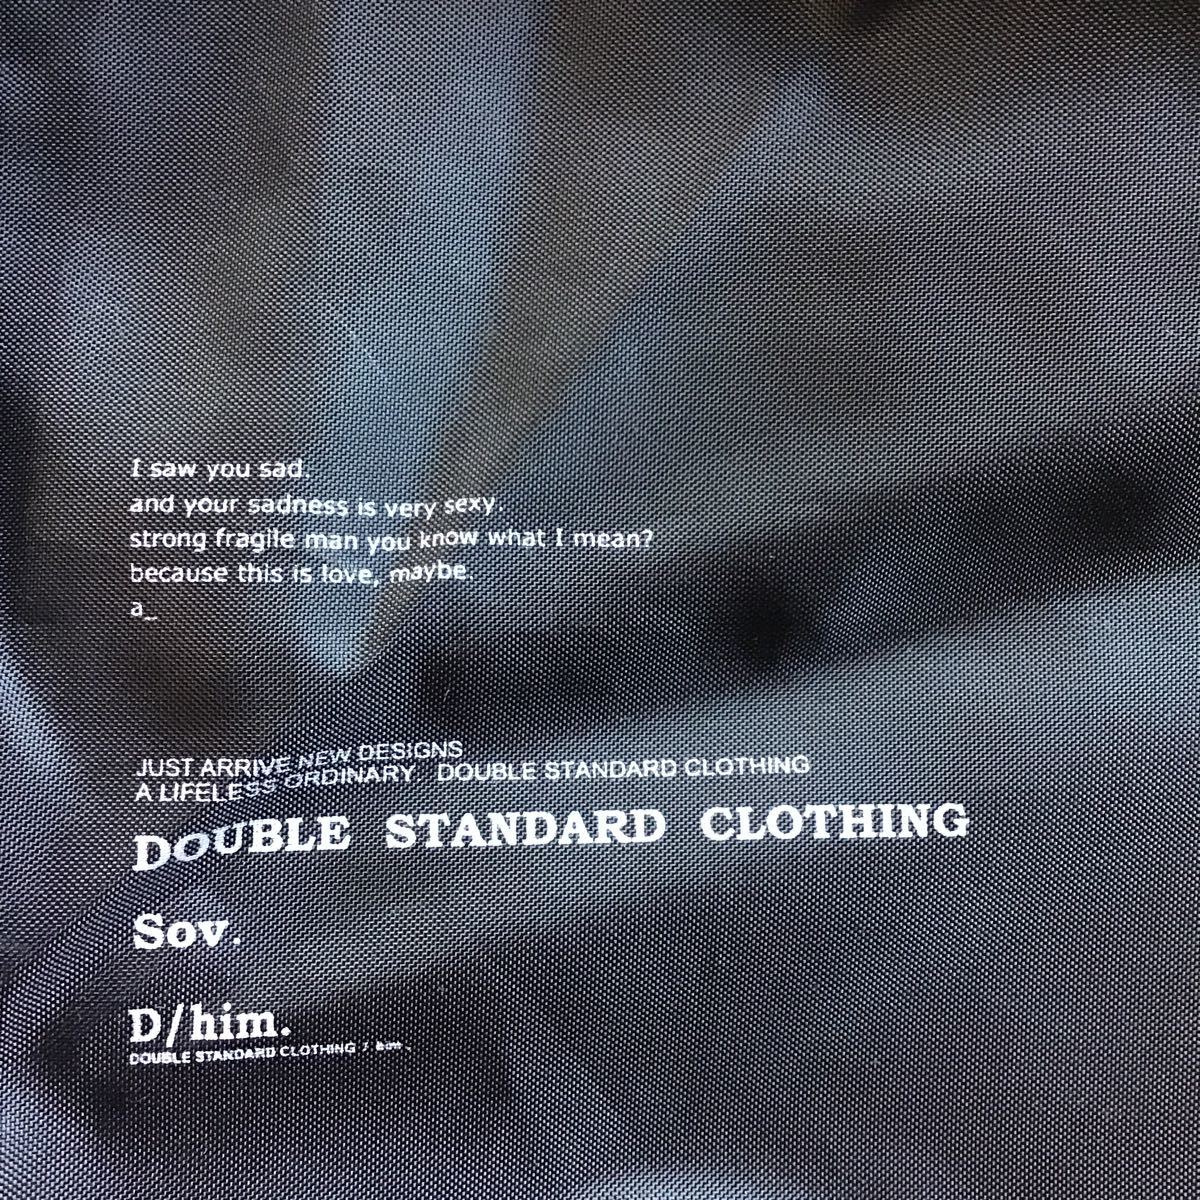 I saw you sad.
and your sadness is very sexy.
strong fragile man you know what I mean?
because this is love, maybe.
a_
JUST ARRIVE NEW DESIGNS
A LIFELESS ORDINARY DOUBLE STANDARD CLOTHING
DOUBLE STANDARD CLOTHING
Sov.
D/him.
DOUBLE STANDARD CLOTHING / him.